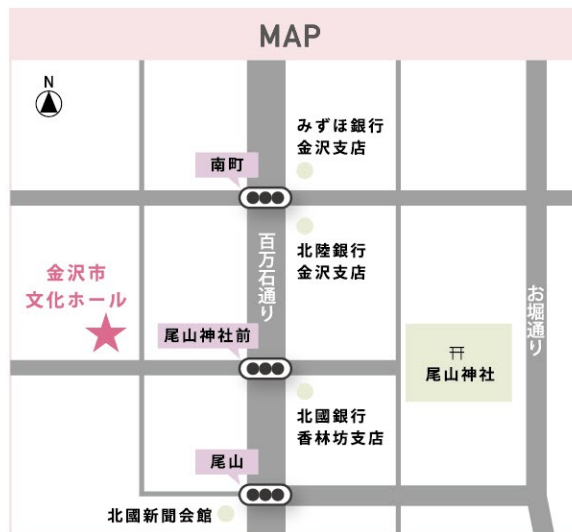 MAP
N
みずほ銀行
金沢支店
南町
北陸銀行
金沢支店
百万石通り
金沢市
文化ホール
お堀通り
尾山神社前
尾山神社
北國銀行
香林坊支店
尾山
北國新聞会館